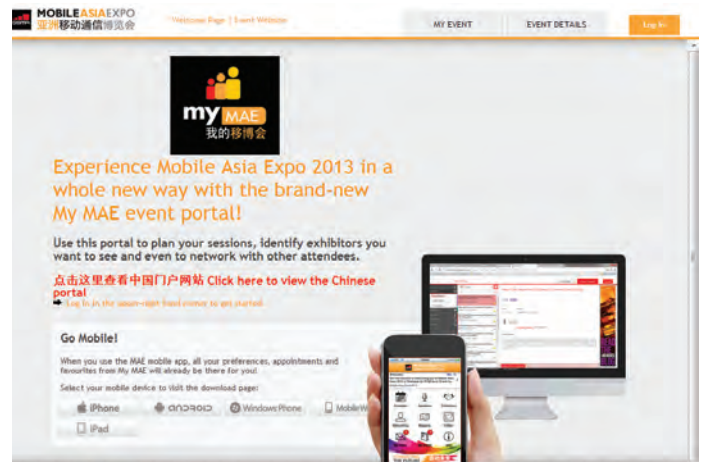 MOBILEASIAEXPO
亚洲移动通信博览会
Welcome Page | Event Website
MY EVENT
EVENT DETAILS
Log In
my MAE
我的移博会
Experience Mobile Asia Expo 2013 in a
whole new way with the brand-new
My MAE event portal!
Use this portal to plan your sessions, identify exhibitors you
want to see and even to network with other attendees.
点击这里查看中国门户网站 Click here to view the Chinese
portal
Log in in the upper-right hand corner to get started
Go Mobile!
When you use the MAE mobile app, all your preferences, appointments and
favourites from My MAE will already be there for you!
Select your mobile device to visit the download page:
iPhone
android
Windows Phone
Mobile W
iPad